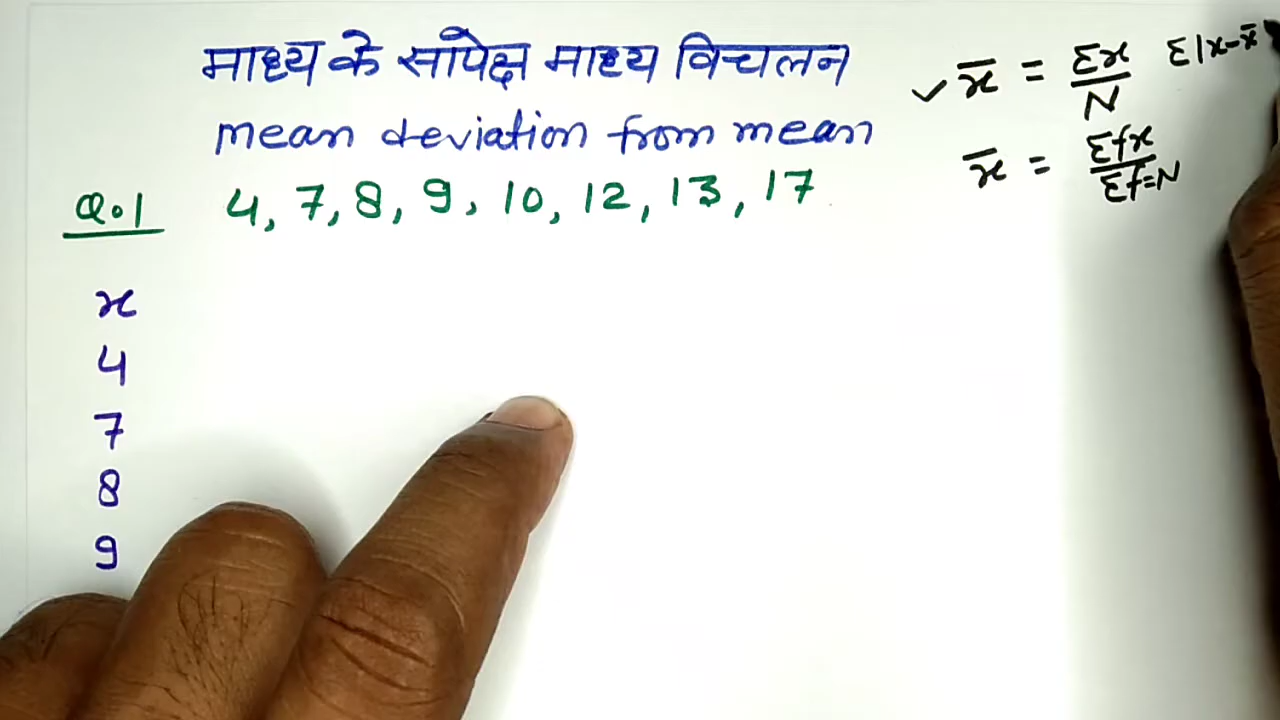 माध्य के सापेक्ष माध्य विचलन
mean deviation from mean
Q.1 4, 7, 8, 9, 10, 12, 13, 17
x
4
7
8
9
✓ x̄ = Σx/N Σ|x-x̄
x̄ = Σfx/Σf=N